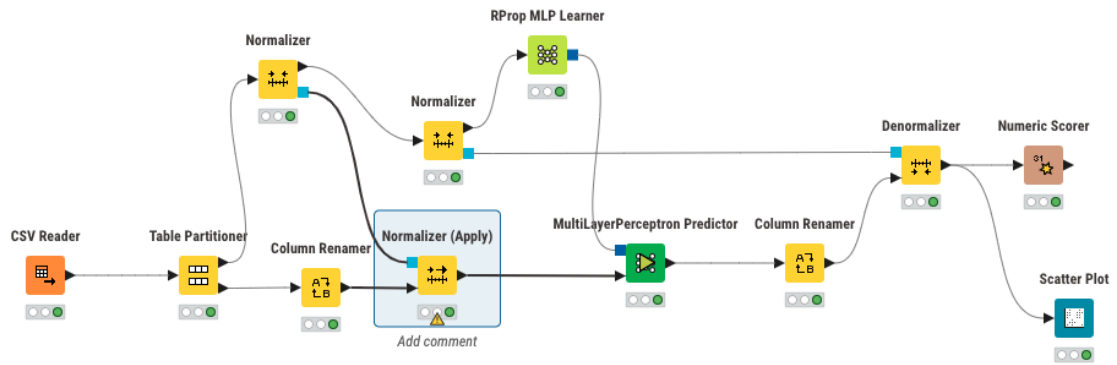 RProp MLP Learner
Normalizer
Normalizer
Denormalizer
Numeric Scorer
31
CSV Reader
Table Partitioner
Column Renamer
A
B
Normalizer (Apply)
MultiLayerPerceptron Predictor
Column Renamer
A
B
Scatter Plot
Add comment